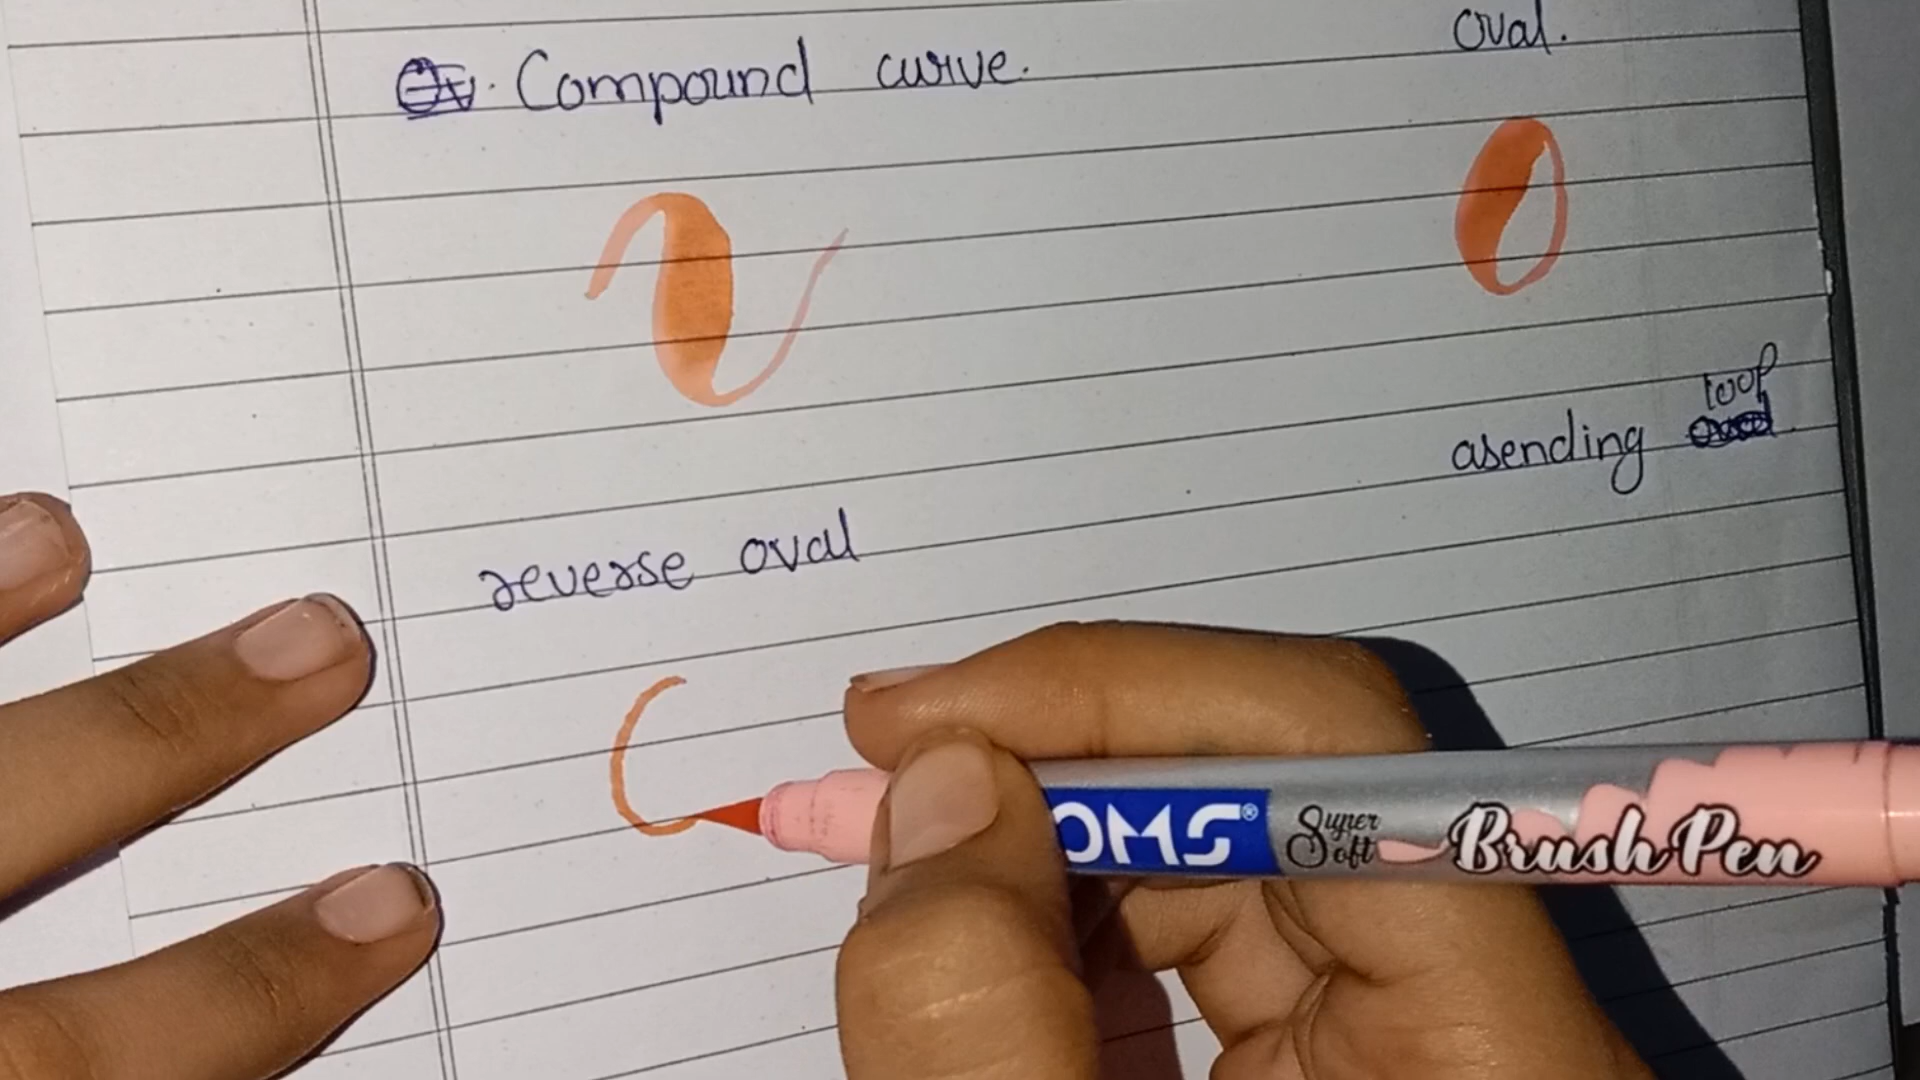 Compound curve.
oval.
loop
asending
reverse oval
OMS® Super Soft Brush Pen